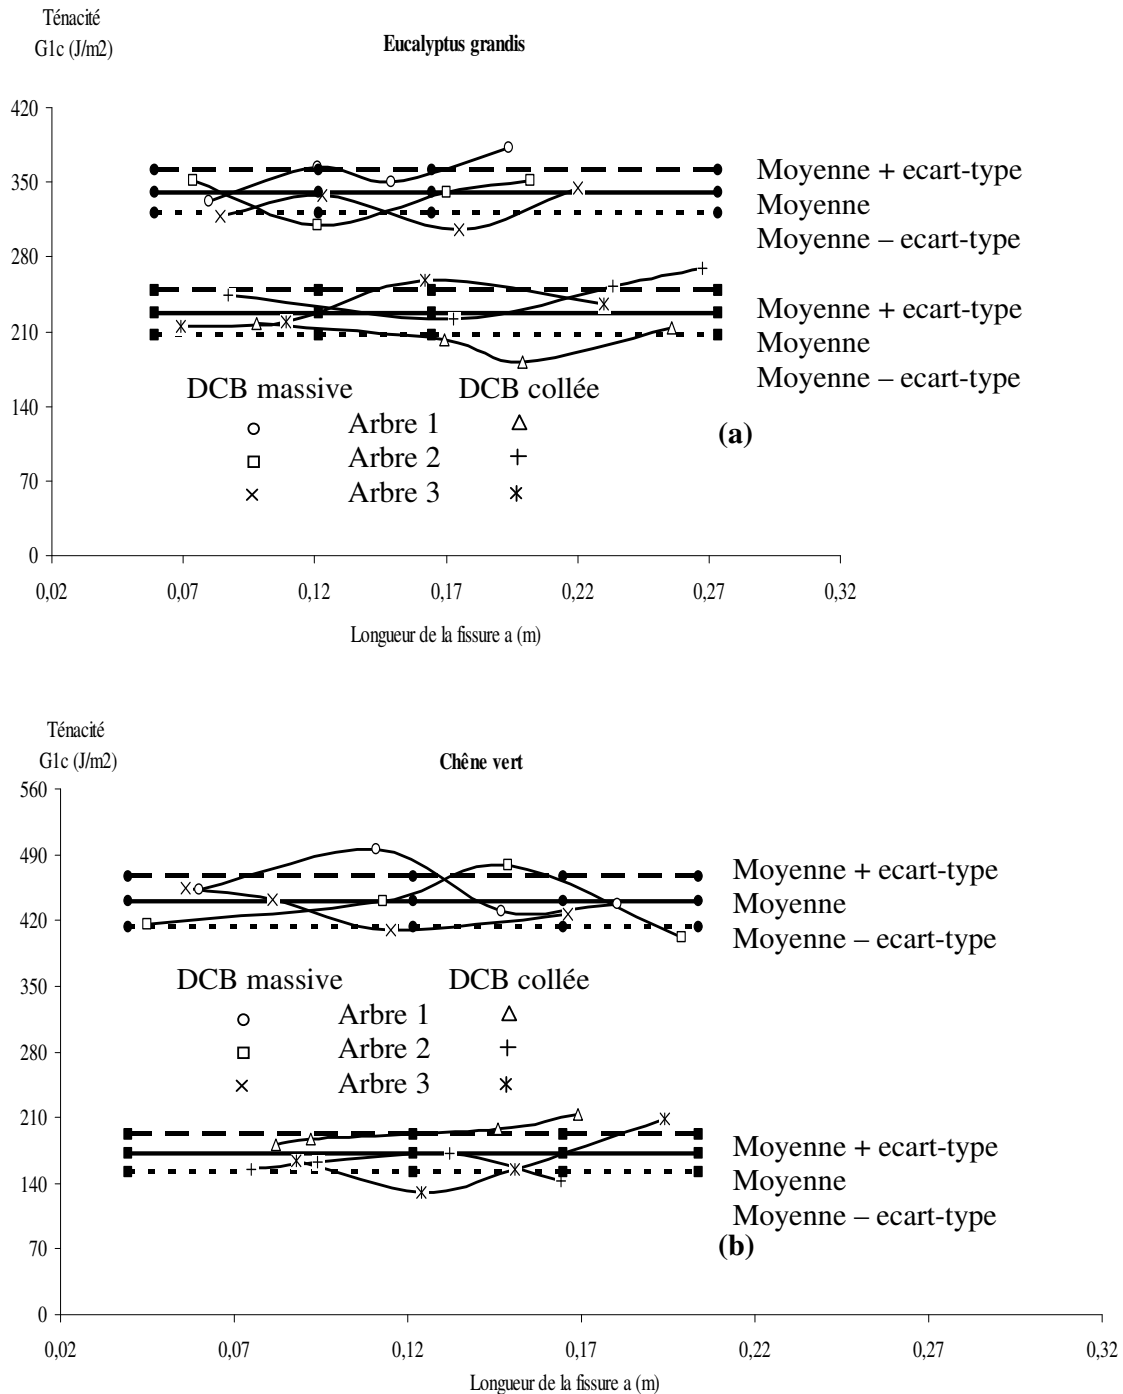 Ténacité
G1c (J/m2)
Eucalyptus grandis
420
350
280
210
140
70
0
Moyenne + ecart-type
Moyenne
Moyenne – ecart-type
Moyenne + ecart-type
Moyenne
Moyenne – ecart-type
DCB massive DCB collée
Arbre 1
Arbre 2
Arbre 3
(a)
0,02 0,07 0,12 0,17 0,22 0,27 0,32
Longueur de la fissure a (m)
Ténacité
G1c (J/m2)
Chêne vert
560
490
420
350
280
210
140
70
0
Moyenne + ecart-type
Moyenne
Moyenne – ecart-type
DCB massive DCB collée
Arbre 1
Arbre 2
Arbre 3
Moyenne + ecart-type
Moyenne
Moyenne – ecart-type
(b)
0,02 0,07 0,12 0,17 0,22 0,27 0,32
Longueur de la fissure a (m)